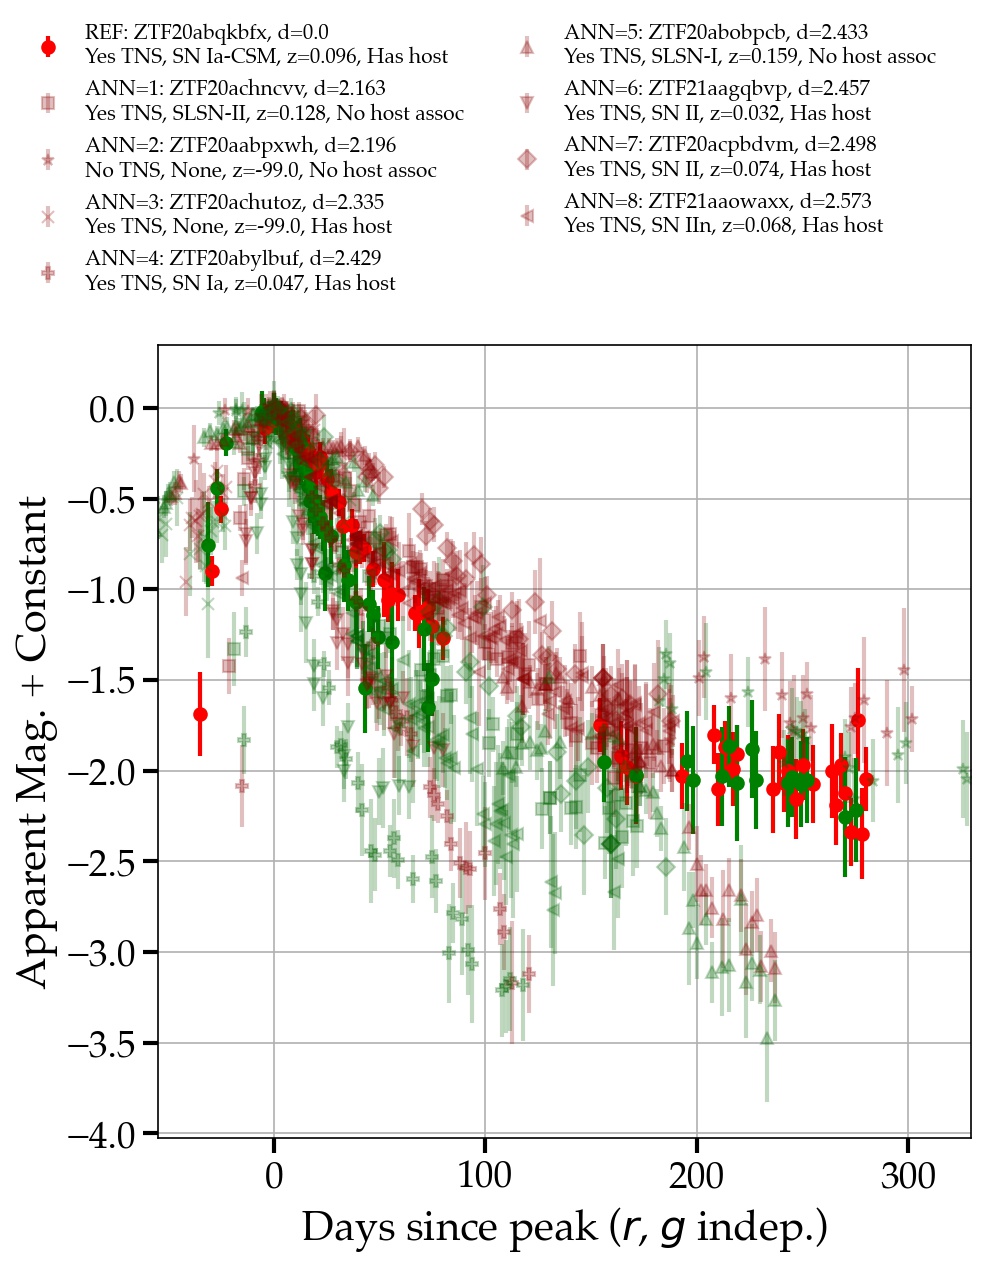 REF: ZTF20abqkbfx, d=0.0
Yes TNS, SN Ia-CSM, z=0.096, Has host
ANN=1: ZTF20achncvv, d=2.163
Yes TNS, SLSN-II, z=0.128, No host assoc
ANN=2: ZTF20aabpxwh, d=2.196
No TNS, None, z=-99.0, No host assoc
ANN=3: ZTF20achutoz, d=2.335
Yes TNS, None, z=-99.0, Has host
ANN=4: ZTF20abylbuf, d=2.429
Yes TNS, SN Ia, z=0.047, Has host
ANN=5: ZTF20abobpcb, d=2.433
Yes TNS, SLSN-I, z=0.159, No host assoc
ANN=6: ZTF21aagqbvp, d=2.457
Yes TNS, SN II, z=0.032, Has host
ANN=7: ZTF20acpbdvm, d=2.498
Yes TNS, SN II, z=0.074, Has host
ANN=8: ZTF21aaowaxx, d=2.573
Yes TNS, SN IIn, z=0.068, Has host
Apparent Mag. + Constant
0.0
−0.5
−1.0
−1.5
−2.0
−2.5
−3.0
−3.5
−4.0
0
100
200
300
Days since peak (r, g indep.)